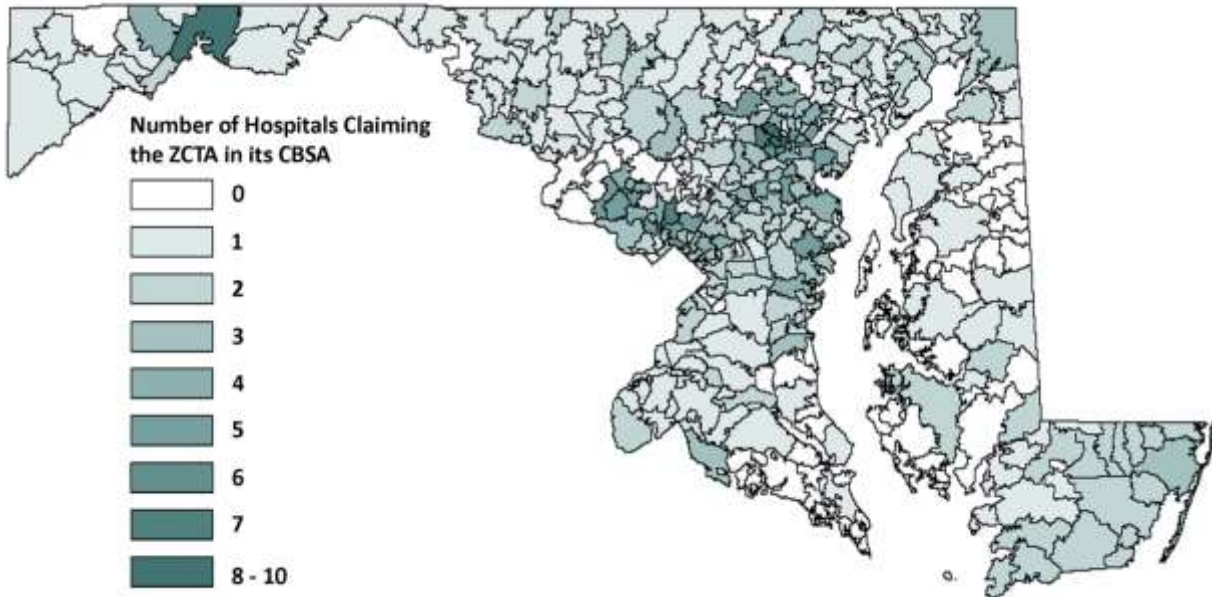 Number of Hospitals Claiming
the ZCTA in its CBSA
0
1
2
3
4
5
6
7
8 - 10